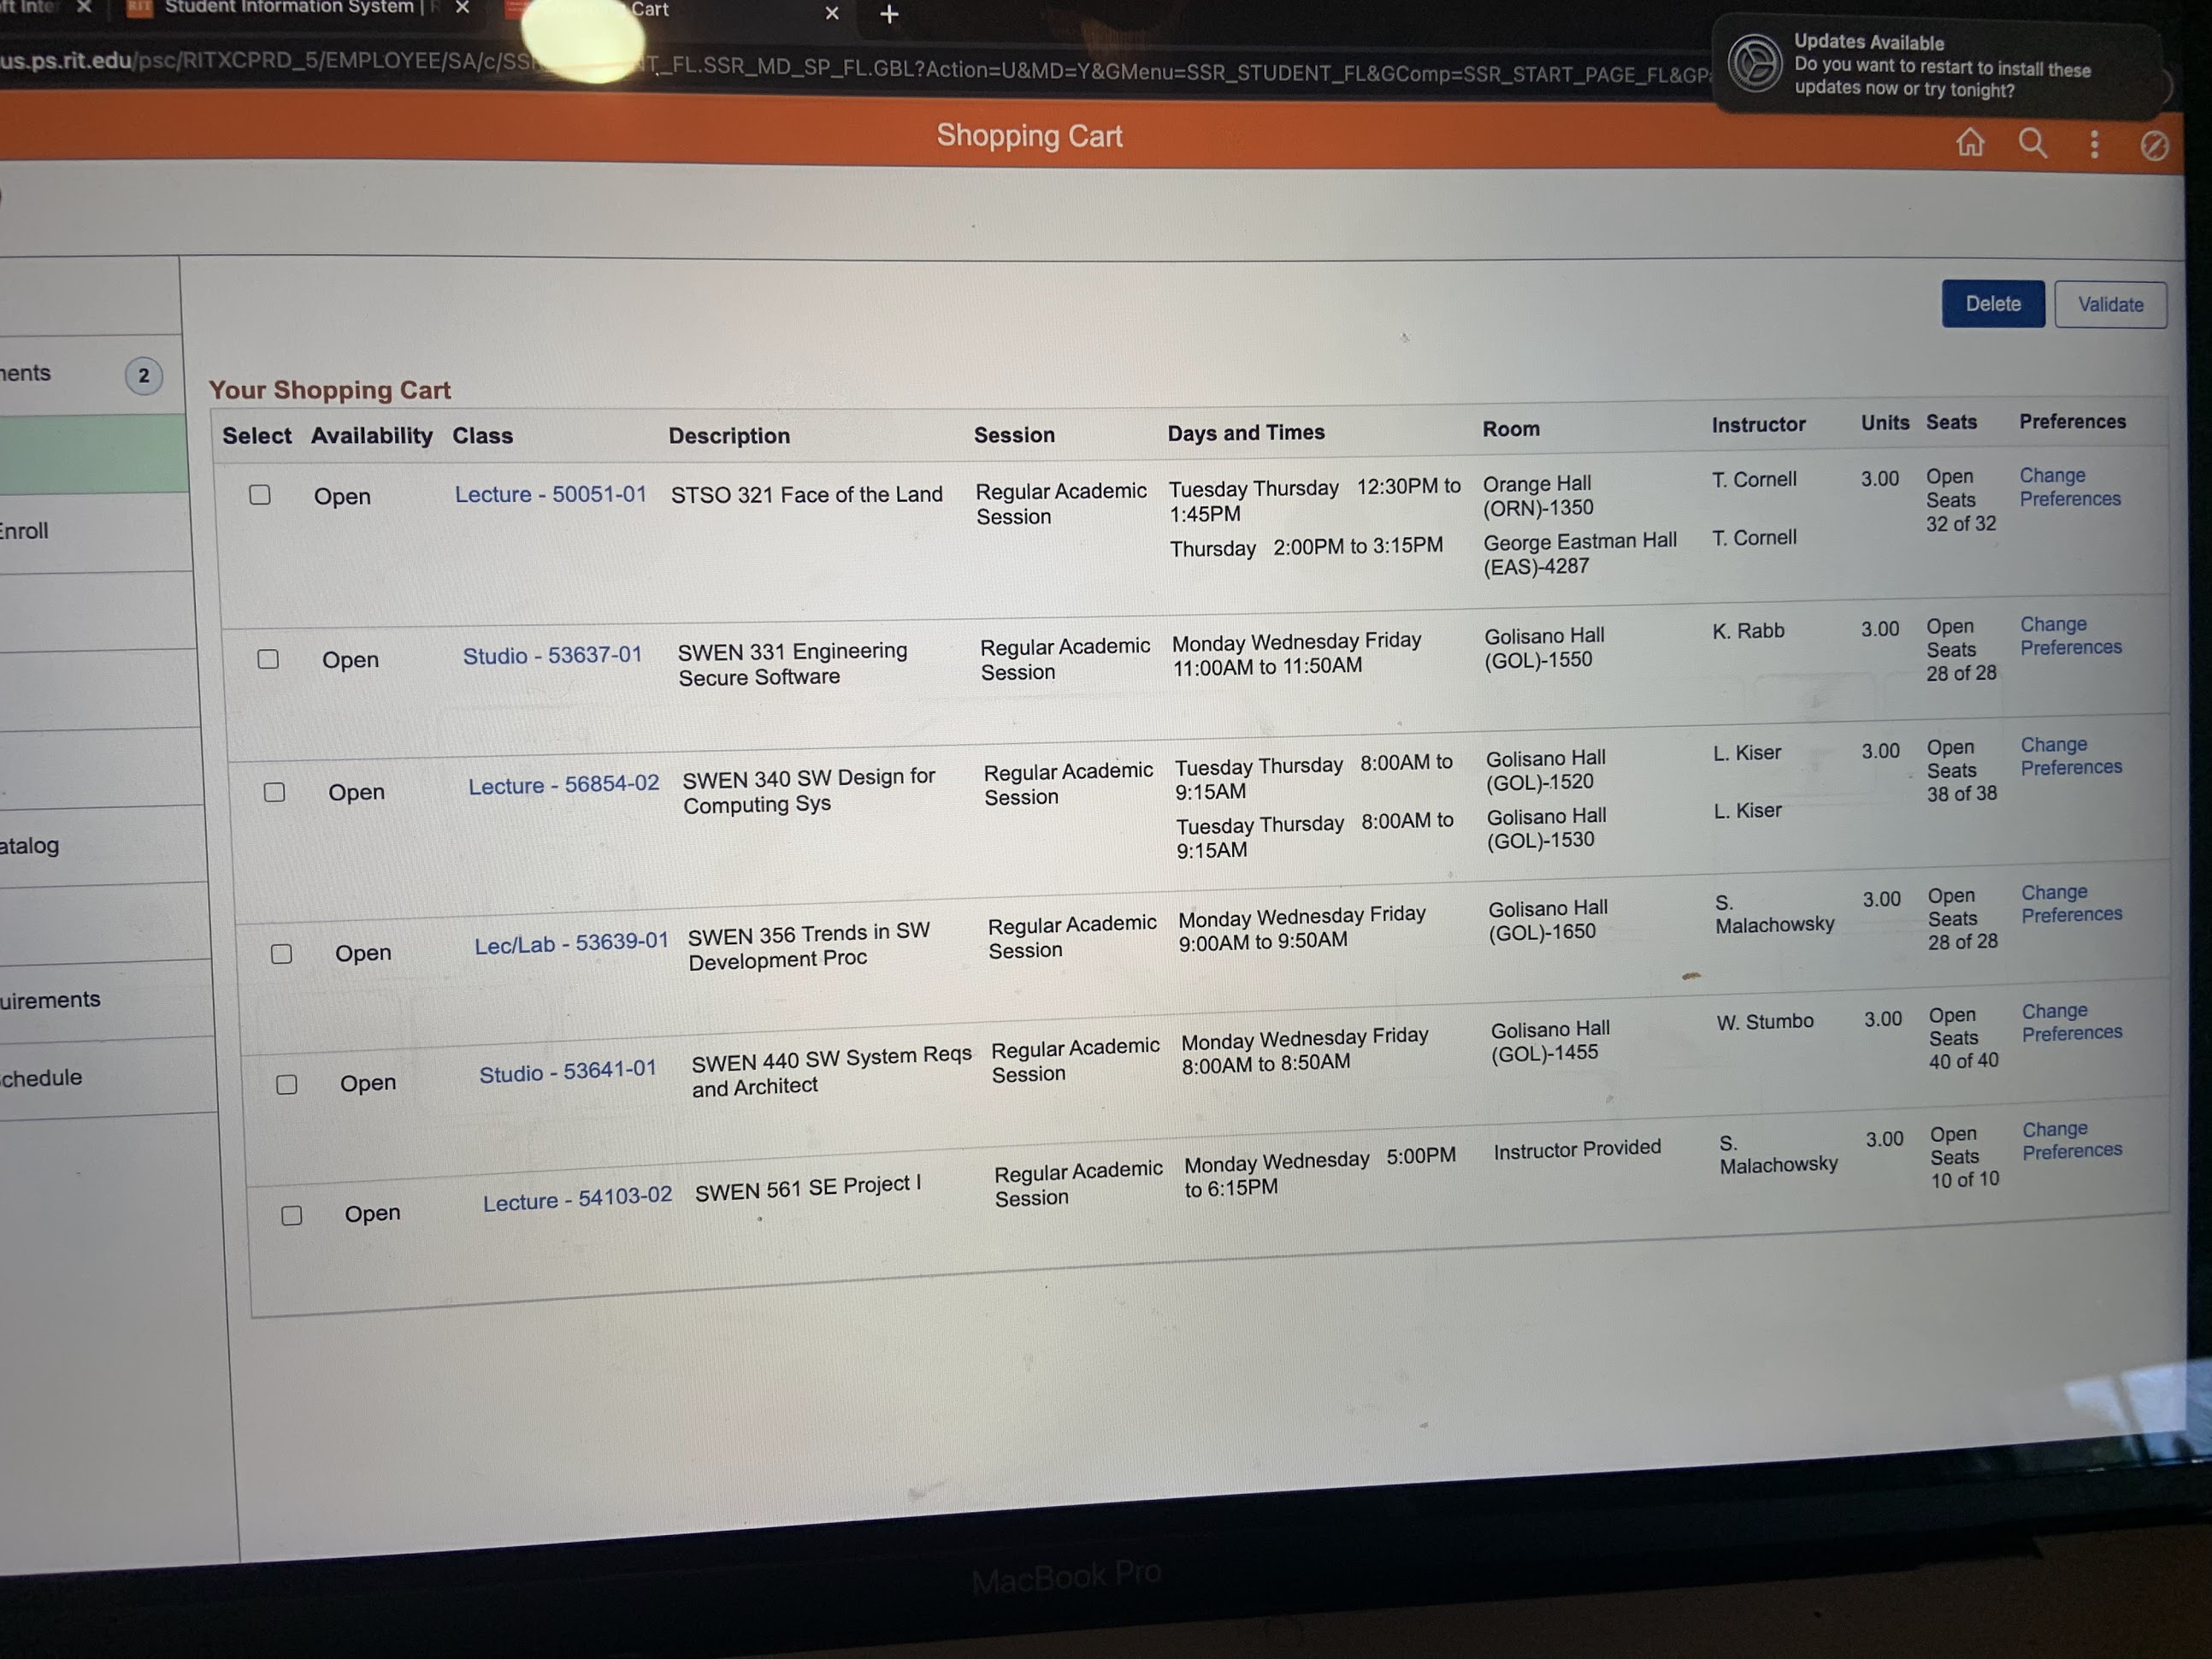 Student Information System |
Cart
us.ps.rit.edu/psc/RITXCPRD_5/EMPLOYEE/SA/c/SS T_FL.SSR_MD_SP_FL.GBL?Action=U&MD=Y&GMenu=SSR_STUDENT_FL&GComp=SSR_START_PAGE_FL&GP
Updates Available
Do you want to restart to install these
updates now or try tonight?
Shopping Cart
Delete Validate
ents 2
Enroll
atalog
uirements
chedule
Your Shopping Cart
Select Availability Class Description Session Days and Times Room Instructor Units Seats Preferences
Open Lecture - 50051-01 STSO 321 Face of the Land Regular Academic Tuesday Thursday 12:30PM to Orange Hall T. Cornell 3.00 Open Change
Session 1:45PM (ORN)-1350 Seats Preferences
32 of 32
Thursday 2:00PM to 3:15PM George Eastman Hall T. Cornell
(EAS)-4287
Open Studio - 53637-01 SWEN 331 Engineering Regular Academic Monday Wednesday Friday Golisano Hall K. Rabb 3.00 Open Change
Secure Software Session 11:00AM to 11:50AM (GOL)-1550 Seats Preferences
28 of 28
Open Lecture - 56854-02 SWEN 340 SW Design for Regular Academic Tuesday Thursday 8:00AM to Golisano Hall L. Kiser 3.00 Open Change
Computing Sys Session 9:15AM (GOL)-1520 Seats Preferences
38 of 38
Tuesday Thursday 8:00AM to Golisano Hall L. Kiser
9:15AM (GOL)-1530
Open Lec/Lab - 53639-01 SWEN 356 Trends in SW Regular Academic Monday Wednesday Friday Golisano Hall S. 3.00 Open Change
Development Proc Session 9:00AM to 9:50AM (GOL)-1650 Malachowsky Seats Preferences
28 of 28
Open Studio - 53641-01 SWEN 440 SW System Reqs Regular Academic Monday Wednesday Friday Golisano Hall W. Stumbo 3.00 Open Change
and Architect Session 8:00AM to 8:50AM (GOL)-1455 Seats Preferences
40 of 40
Open Lecture - 54103-02 SWEN 561 SE Project I Regular Academic Monday Wednesday 5:00PM Instructor Provided S. 3.00 Open Change
Session to 6:15PM Malachowsky Seats Preferences
10 of 10
MacBook Pro